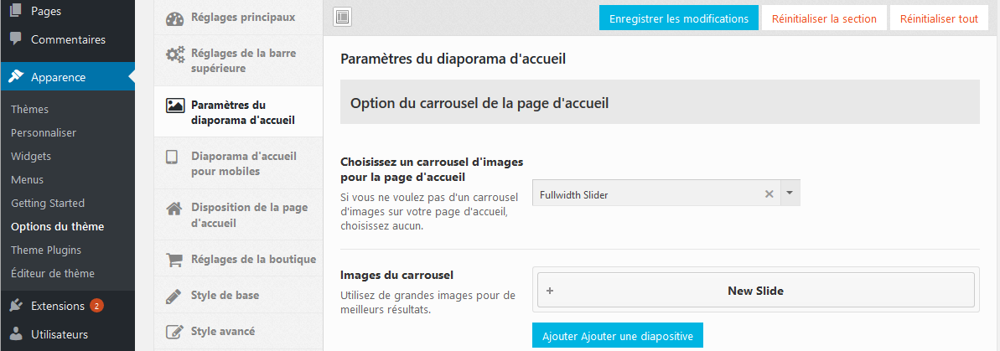 Pages
Commentaires
Apparence
Thèmes
Personnaliser
Widgets
Menus
Getting Started
Options du thème
Theme Plugins
Éditeur de thème
Extensions 2
Utilisateurs
Réglages principaux
Réglages de la barre
supérieure
Paramètres du
diaporama d'accueil
Diaporama d'accueil
pour mobiles
Disposition de la page
d'accueil
Réglages de la boutique
Style de base
Style avancé
Enregistrer les modifications
Réinitialiser la section
Réinitialiser tout
Paramètres du diaporama d'accueil
Option du carrousel de la page d'accueil
Choisissez un carrousel d'images
pour la page d'accueil
Si vous ne voulez pas d'un carrousel
d'images sur votre page d'accueil,
choisissez aucun.
Fullwidth Slider
Images du carrousel
Utilisez de grandes images pour de
meilleurs résultats.
+ New Slide
Ajouter Ajouter une diapositive